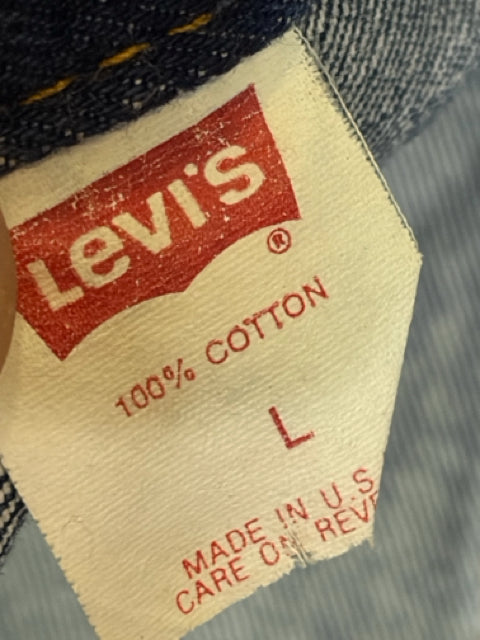 Levi's
®
100% COTTON
L
MADE IN U.S
CARE ON REVE